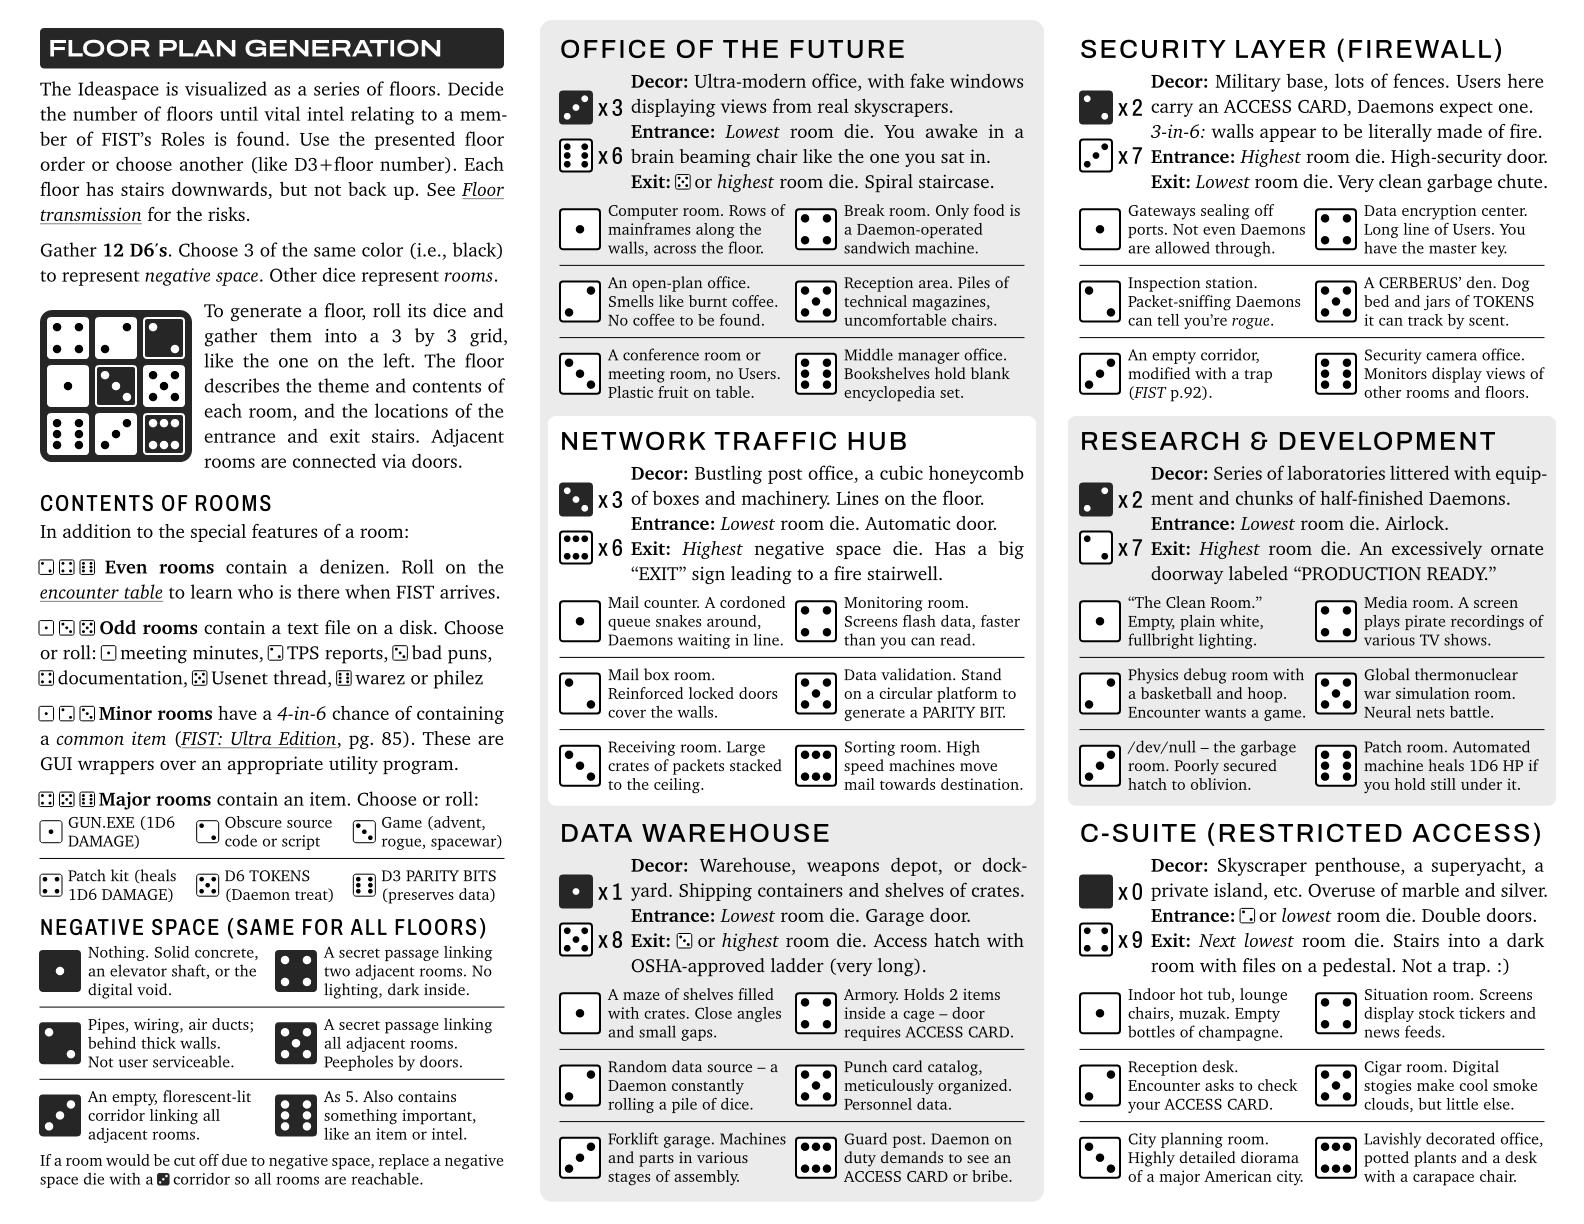 FLOOR PLAN GENERATION
The Ideaspace is visualized as a series of floors. Decide
the number of floors until vital intel relating to a mem-
ber of FIST's Roles is found. Use the presented floor
order or choose another (like D3+floor number). Each
floor has stairs downwards, but not back up. See Floor
transmission for the risks.
Gather 12 D6´s. Choose 3 of the same color (i.e., black)
to represent negative space. Other dice represent rooms.
To generate a floor, roll its dice and
gather them into a 3 by 3 grid,
like the one on the left. The floor
describes the theme and contents of
each room, and the locations of the
entrance and exit stairs. Adjacent
rooms are connected via doors.
CONTENTS OF ROOMS
In addition to the special features of a room:
Even rooms contain a denizen. Roll on the
encounter table to learn who is there when FIST arrives.
Odd rooms contain a text file on a disk. Choose
or roll: meeting minutes, TPS reports, bad puns,
documentation, Usenet thread, warez or philez
Minor rooms have a 4-in-6 chance of containing
a common item (FIST: Ultra Edition, pg. 85). These are
GUI wrappers over an appropriate utility program.
Major rooms contain an item. Choose or roll:
GUN.EXE (1D6
DAMAGE)
Obscure source
code or script
Game (advent,
rogue, spacewar)
Patch kit (heals
1D6 DAMAGE)
D6 TOKENS
(Daemon treat)
D3 PARITY BITS
(preserves data)
NEGATIVE SPACE (SAME FOR ALL FLOORS)
Nothing. Solid concrete,
an elevator shaft, or the
digital void.
A secret passage linking
two adjacent rooms. No
lighting, dark inside.
Pipes, wiring, air ducts;
behind thick walls.
Not user serviceable.
A secret passage linking
all adjacent rooms.
Peepholes by doors.
An empty, florescent-lit
corridor linking all
adjacent rooms.
As 5. Also contains
something important,
like an item or intel.
If a room would be cut off due to negative space, replace a negative
space die with a corridor so all rooms are reachable.
OFFICE OF THE FUTURE
x 3
x 6
Decor: Ultra-modern office, with fake windows
displaying views from real skyscrapers.
Entrance: Lowest room die. You awake in a
brain beaming chair like the one you sat in.
Exit: or highest room die. Spiral staircase.
Computer room. Rows of
mainframes along the
walls, across the floor.
Break room. Only food is
a Daemon-operated
sandwich machine.
An open-plan office.
Smells like burnt coffee.
No coffee to be found.
Reception area. Piles of
technical magazines,
uncomfortable chairs.
A conference room or
meeting room, no Users.
Plastic fruit on table.
Middle manager office.
Bookshelves hold blank
encyclopedia set.
NETWORK TRAFFIC HUB
x 3
x 6
Decor: Bustling post office, a cubic honeycomb
of boxes and machinery. Lines on the floor.
Entrance: Lowest room die. Automatic door.
Exit: Highest negative space die. Has a big
“EXIT” sign leading to a fire stairwell.
Mail counter. A cordoned
queue snakes around,
Daemons waiting in line.
Monitoring room.
Screens flash data, faster
than you can read.
Mail box room.
Reinforced locked doors
cover the walls.
Data validation. Stand
on a circular platform to
generate a PARITY BIT.
Receiving room. Large
crates of packets stacked
to the ceiling.
Sorting room. High
speed machines move
mail towards destination.
DATA WAREHOUSE
x 1
x 8
Decor: Warehouse, weapons depot, or dock-
yard. Shipping containers and shelves of crates.
Entrance: Lowest room die. Garage door.
Exit: or highest room die. Access hatch with
OSHA-approved ladder (very long).
A maze of shelves filled
with crates. Close angles
and small gaps.
Armory. Holds 2 items
inside a cage – door
requires ACCESS CARD.
Random data source – a
Daemon constantly
rolling a pile of dice.
Punch card catalog,
meticulously organized.
Personnel data.
Forklift garage. Machines
and parts in various
stages of assembly.
Guard post. Daemon on
duty demands to see an
ACCESS CARD or bribe.
SECURITY LAYER (FIREWALL)
x 2
x 7
Decor: Military base, lots of fences. Users here
carry an ACCESS CARD, Daemons expect one.
3-in-6: walls appear to be literally made of fire.
Entrance: Highest room die. High-security door.
Exit: Lowest room die. Very clean garbage chute.
Gateways sealing off
ports. Not even Daemons
are allowed through.
Data encryption center.
Long line of Users. You
have the master key.
Inspection station.
Packet-sniffing Daemons
can tell you're rogue.
A CERBERUS’ den. Dog
bed and jars of TOKENS
it can track by scent.
An empty corridor,
modified with a trap
(FIST p.92).
Security camera office.
Monitors display views of
other rooms and floors.
RESEARCH & DEVELOPMENT
x 2
x 7
Decor: Series of laboratories littered with equip-
ment and chunks of half-finished Daemons.
Entrance: Lowest room die. Airlock.
Exit: Highest room die. An excessively ornate
doorway labeled “PRODUCTION READY.”
“The Clean Room.”
Empty, plain white,
fullbright lighting.
Media room. A screen
plays pirate recordings of
various TV shows.
Physics debug room with
a basketball and hoop.
Encounter wants a game.
Global thermonuclear
war simulation room.
Neural nets battle.
/dev/null – the garbage
room. Poorly secured
hatch to oblivion.
Patch room. Automated
machine heals 1D6 HP if
you hold still under it.
C-SUITE (RESTRICTED ACCESS)
x 0
x 9
Decor: Skyscraper penthouse, a superyacht, a
private island, etc. Overuse of marble and silver.
Entrance: or lowest room die. Double doors.
Exit: Next lowest room die. Stairs into a dark
room with files on a pedestal. Not a trap. :)
Indoor hot tub, lounge
chairs, muzak. Empty
bottles of champagne.
Situation room. Screens
display stock tickers and
news feeds.
Reception desk.
Encounter asks to check
your ACCESS CARD.
Cigar room. Digital
stogies make cool smoke
clouds, but little else.
City planning room.
Highly detailed diorama
of a major American city.
Lavishly decorated office,
potted plants and a desk
with a carapace chair.